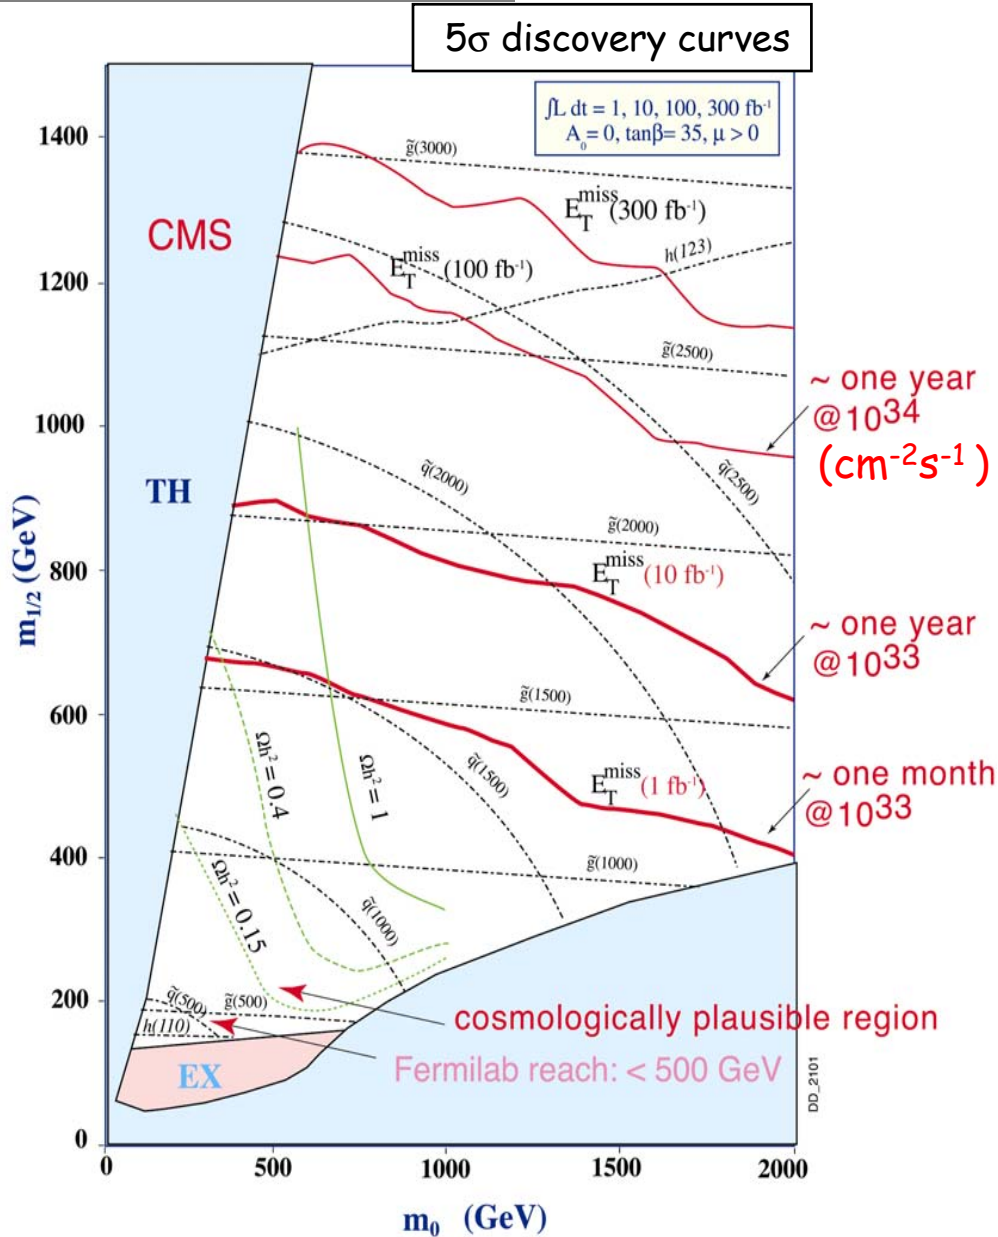 5σ discovery curves
∫L dt = 1, 10, 100, 300 fb⁻¹
A₀= 0, tanβ= 35, μ > 0
1400
g̃(3000)
E_T^miss (300 fb⁻¹)
CMS
h(123)
E_T^miss (100 fb⁻¹)
1200
g̃(2500)
~ one year
@10³⁴
(cm⁻²s⁻¹ )
1000
q̃(2000)
q̃(2500)
TH
g̃(2000)
m₁/₂ (GeV)
800
E_T^miss (10 fb⁻¹)
~ one year
@10³³
600
g̃(1500)
Ωh² = 0.4
Ωh² = 1
q̃(1500)
E_T^miss (1 fb⁻¹)
~ one month
@10³³
400
g̃(1000)
Ωh² = 0.15
q̃(1000)
200
q̃(500)
g̃(500)
h(110)
cosmologically plausible region
EX
Fermilab reach: < 500 GeV
DD_2101
0
0
500
1000
1500
2000
m₀ (GeV)